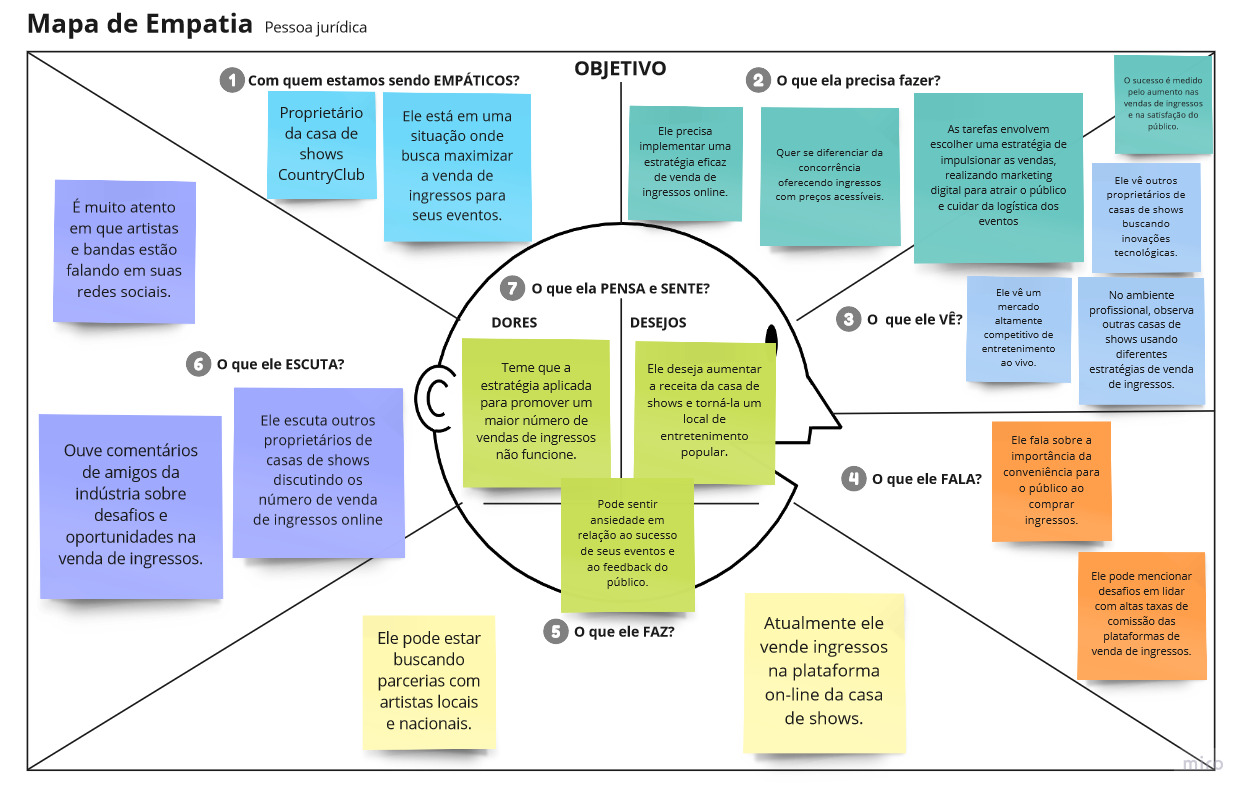 Mapa de Empatia Pessoa jurídica
OBJETIVO
1 Com quem estamos sendo EMPÁTICOS?
Proprietário
da casa de
shows
CountryClub
Ele está em uma
situação onde
busca maximizar
a venda de
ingressos para
seus eventos.
2 O que ela precisa fazer?
Ele precisa
implementar uma
estratégia eficaz
de venda de
ingressos online.
Quer se diferenciar da
concorrência
oferecendo ingressos
com preços acessíveis.
As tarefas envolvem
escolher uma estratégia de
impulsionar as vendas,
realizando marketing
digital para atrair o público
e cuidar da logística dos
eventos
O sucesso é medido
pelo aumento nas
vendas de ingressos
e na satisfação do
público.
3 O que ele VÊ?
Ele vê outros
proprietários de
casas de shows
buscando
inovações
tecnológicas.
Ele vê um
mercado
altamente
competitivo de
entretenimento
ao vivo.
No ambiente
profissional, observa
outras casas de
shows usando
diferentes
estratégias de venda
de ingressos.
4 O que ele FALA?
Ele fala sobre a
importância da
conveniência para
o público ao
comprar
ingressos.
Ele pode mencionar
desafios em lidar
com altas taxas de
comissão das
plataformas de
venda de ingressos.
5 O que ele FAZ?
Ele pode estar
buscando
parcerias com
artistas locais
e nacionais.
Atualmente ele
vende ingressos
na plataforma
on-line da casa
de shows.
6 O que ele ESCUTA?
É muito atento
em que artistas
e bandas estão
falando em suas
redes sociais.
Ouve comentários
de amigos da
indústria sobre
desafios e
oportunidades na
venda de ingressos.
Ele escuta outros
proprietários de
casas de shows
discutindo os
número de venda
de ingressos online
7 O que ela PENSA e SENTE?
DORES
Teme que a
estratégia aplicada
para promover um
maior número de
vendas de ingressos
não funcione.
DESEJOS
Ele deseja aumentar
a receita da casa de
shows e torná-la um
local de
entretenimento
popular.
Pode sentir
ansiedade em
relação ao sucesso
de seus eventos e
ao feedback do
público.
miro